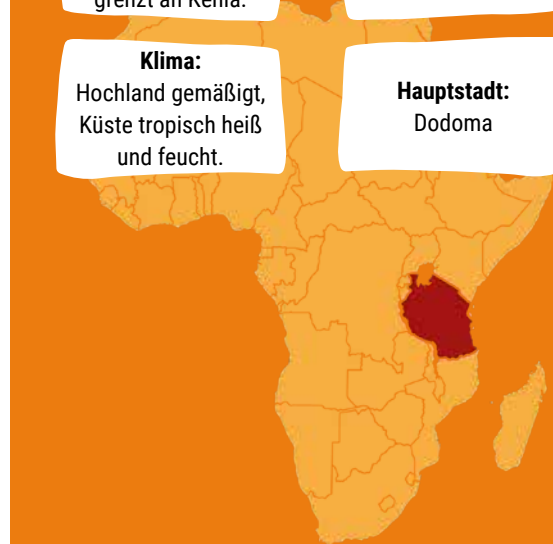 grenzt an Kenia.
Klima:
Hochland gemäßigt,
Küste tropisch heiß
und feucht.
Hauptstadt:
Dodoma